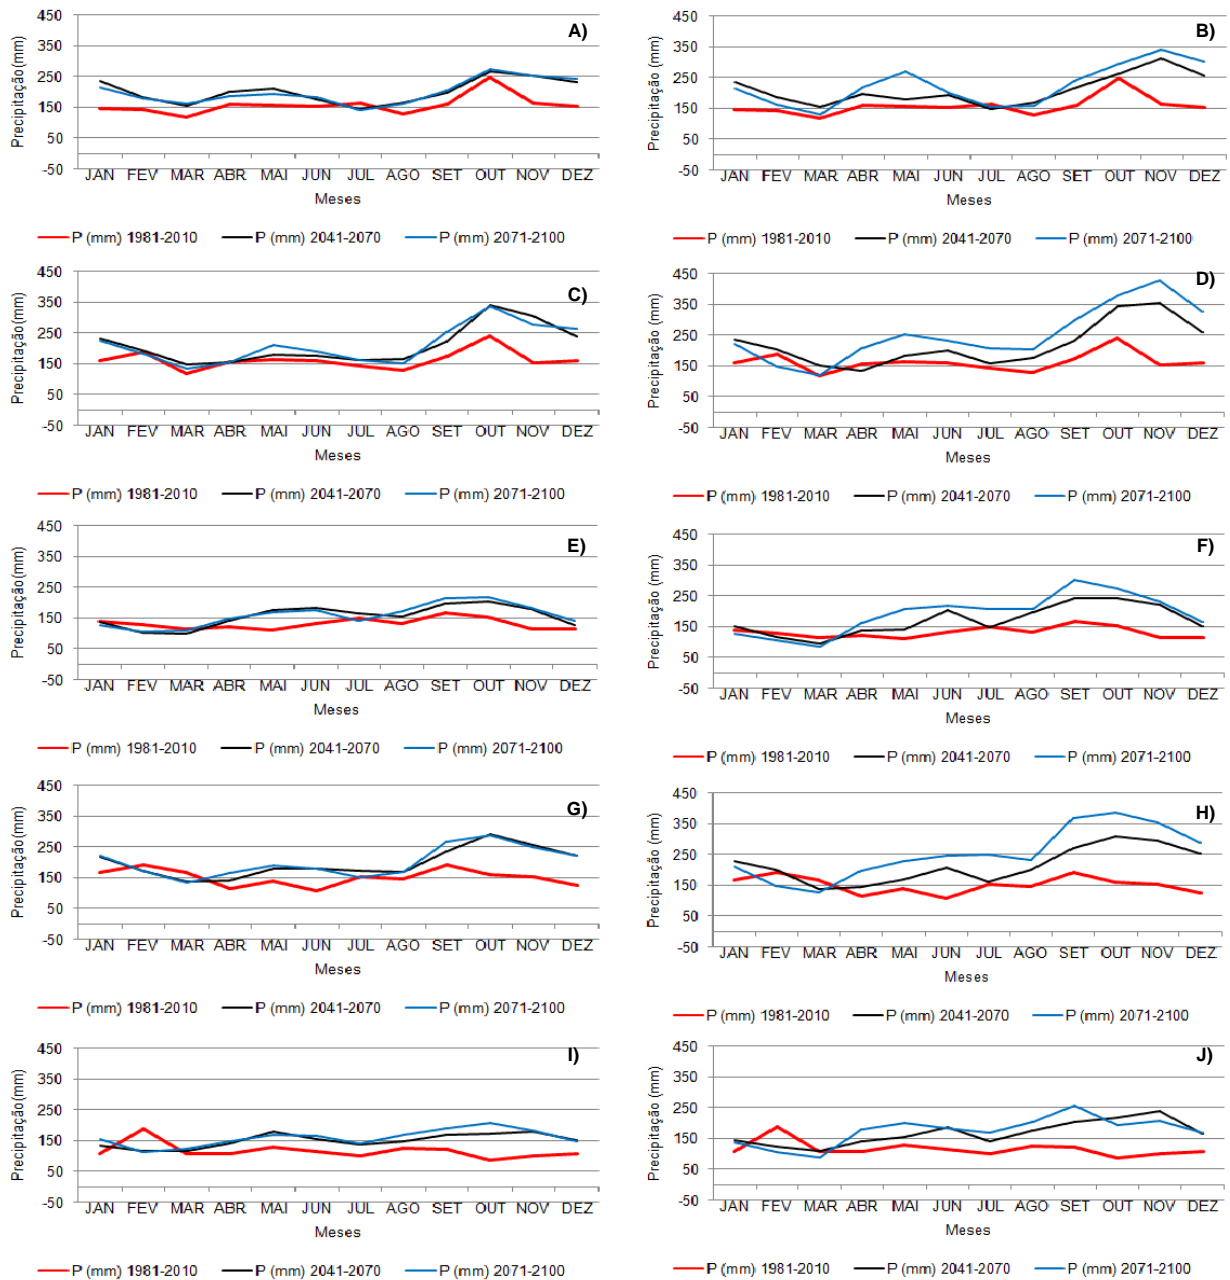 A)
Precipitação (mm)
450
350
250
150
50
-50
JAN FEV MAR ABR MAI JUN JUL AGO SET OUT NOV DEZ
Meses
P (mm) 1981-2010 P (mm) 2041-2070 P (mm) 2071-2100
B)
Precipitação (mm)
450
350
250
150
50
-50
JAN FEV MAR ABR MAI JUN JUL AGO SET OUT NOV DEZ
Meses
P (mm) 1981-2010 P (mm) 2041-2070 P (mm) 2071-2100
C)
Precipitação (mm)
450
350
250
150
50
-50
JAN FEV MAR ABR MAI JUN JUL AGO SET OUT NOV DEZ
Meses
P (mm) 1981-2010 P (mm) 2041-2070 P (mm) 2071-2100
D)
Precipitação (mm)
450
350
250
150
50
-50
JAN FEV MAR ABR MAI JUN JUL AGO SET OUT NOV DEZ
Meses
P (mm) 1981-2010 P (mm) 2041-2070 P (mm) 2071-2100
E)
Precipitação (mm)
450
350
250
150
50
-50
JAN FEV MAR ABR MAI JUN JUL AGO SET OUT NOV DEZ
Meses
P (mm) 1981-2010 P (mm) 2041-2070 P (mm) 2071-2100
F)
Precipitação (mm)
450
350
250
150
50
-50
JAN FEV MAR ABR MAI JUN JUL AGO SET OUT NOV DEZ
Meses
P (mm) 1981-2010 P (mm) 2041-2070 P (mm) 2071-2100
G)
Precipitação (mm)
450
350
250
150
50
-50
JAN FEV MAR ABR MAI JUN JUL AGO SET OUT NOV DEZ
Meses
P (mm) 1981-2010 P (mm) 2041-2070 P (mm) 2071-2100
H)
Precipitação (mm)
450
350
250
150
50
-50
JAN FEV MAR ABR MAI JUN JUL AGO SET OUT NOV DEZ
Meses
P (mm) 1981-2010 P (mm) 2041-2070 P (mm) 2071-2100
I)
Precipitação (mm)
450
350
250
150
50
-50
JAN FEV MAR ABR MAI JUN JUL AGO SET OUT NOV DEZ
Meses
P (mm) 1981-2010 P (mm) 2041-2070 P (mm) 2071-2100
J)
Precipitação (mm)
450
350
250
150
50
-50
JAN FEV MAR ABR MAI JUN JUL AGO SET OUT NOV DEZ
Meses
P (mm) 1981-2010 P (mm) 2041-2070 P (mm) 2071-2100